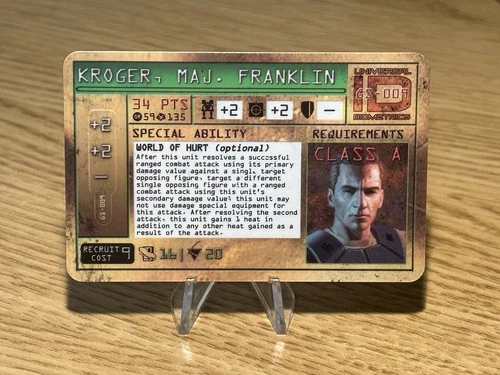 KROGER, MAJ. FRANKLIN
UNIVERSAL
ID
BIOMETRICS
34 PTS
59 135
+2 +2 —
SPECIAL ABILITY
REQUIREMENTS
CLASS A
WORLD OF HURT (optional)
After this unit resolves a successful
ranged combat attack using its primary
damage value against a single target
opposing figure, target a different
single opposing figure with a ranged
combat attack using this unit's
secondary damage value; this unit may
not use damage special equipment for
this attack. After resolving the second
attack, this unit gains 1 heat in
addition to any other heat gained as a
result of the attack.
+2
+2
—
RECRUIT 9
COST
16 | 20